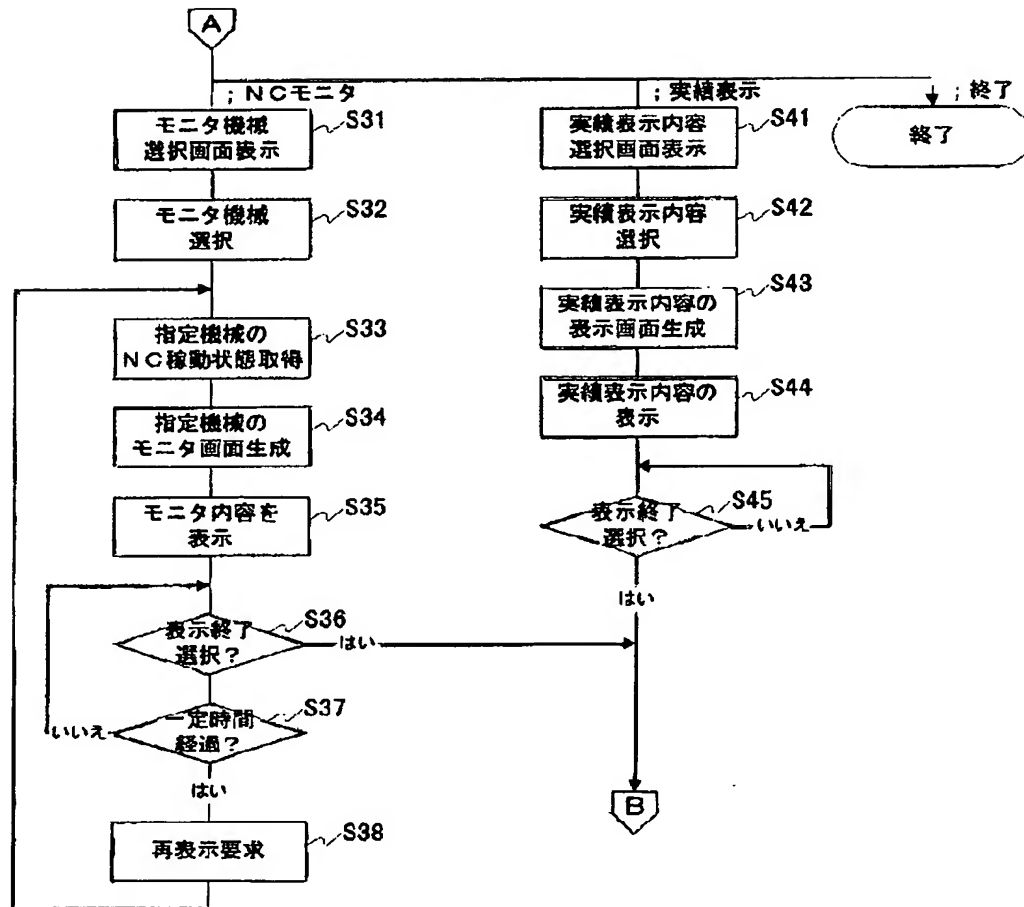 A
；NCモニタ
；実績表示
；終了
モニタ機械
選択画面表示
S31
実績表示内容
選択画面表示
S41
終了
モニタ機械
選択
S32
実績表示内容
選択
S42
指定機械の
NC稼動状態取得
S33
実績表示内容の
表示画面生成
S43
指定機械の
モニタ画面生成
S34
実績表示内容の
表示
S44
モニタ内容を
表示
S35
表示終了
選択？
S45
いいえ
はい
表示終了
選択？
S36
はい
一定時間
経過？
S37
いいえ
はい
B
再表示要求
S38